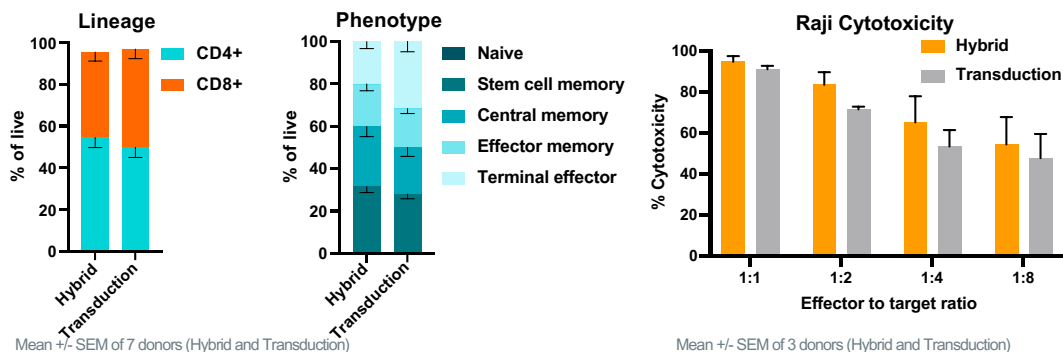 Lineage
% of live
100
80
60
40
20
0
Hybrid
Transduction
CD4+
CD8+
Phenotype
% of live
100
80
60
40
20
0
Hybrid
Transduction
Naive
Stem cell memory
Central memory
Effector memory
Terminal effector
Mean +/- SEM of 7 donors (Hybrid and Transduction)
Raji Cytotoxicity
% Cytotoxicity
100
80
60
40
20
0
Hybrid
Transduction
1:1 1:2 1:4 1:8
Effector to target ratio
Mean +/- SEM of 3 donors (Hybrid and Transduction)